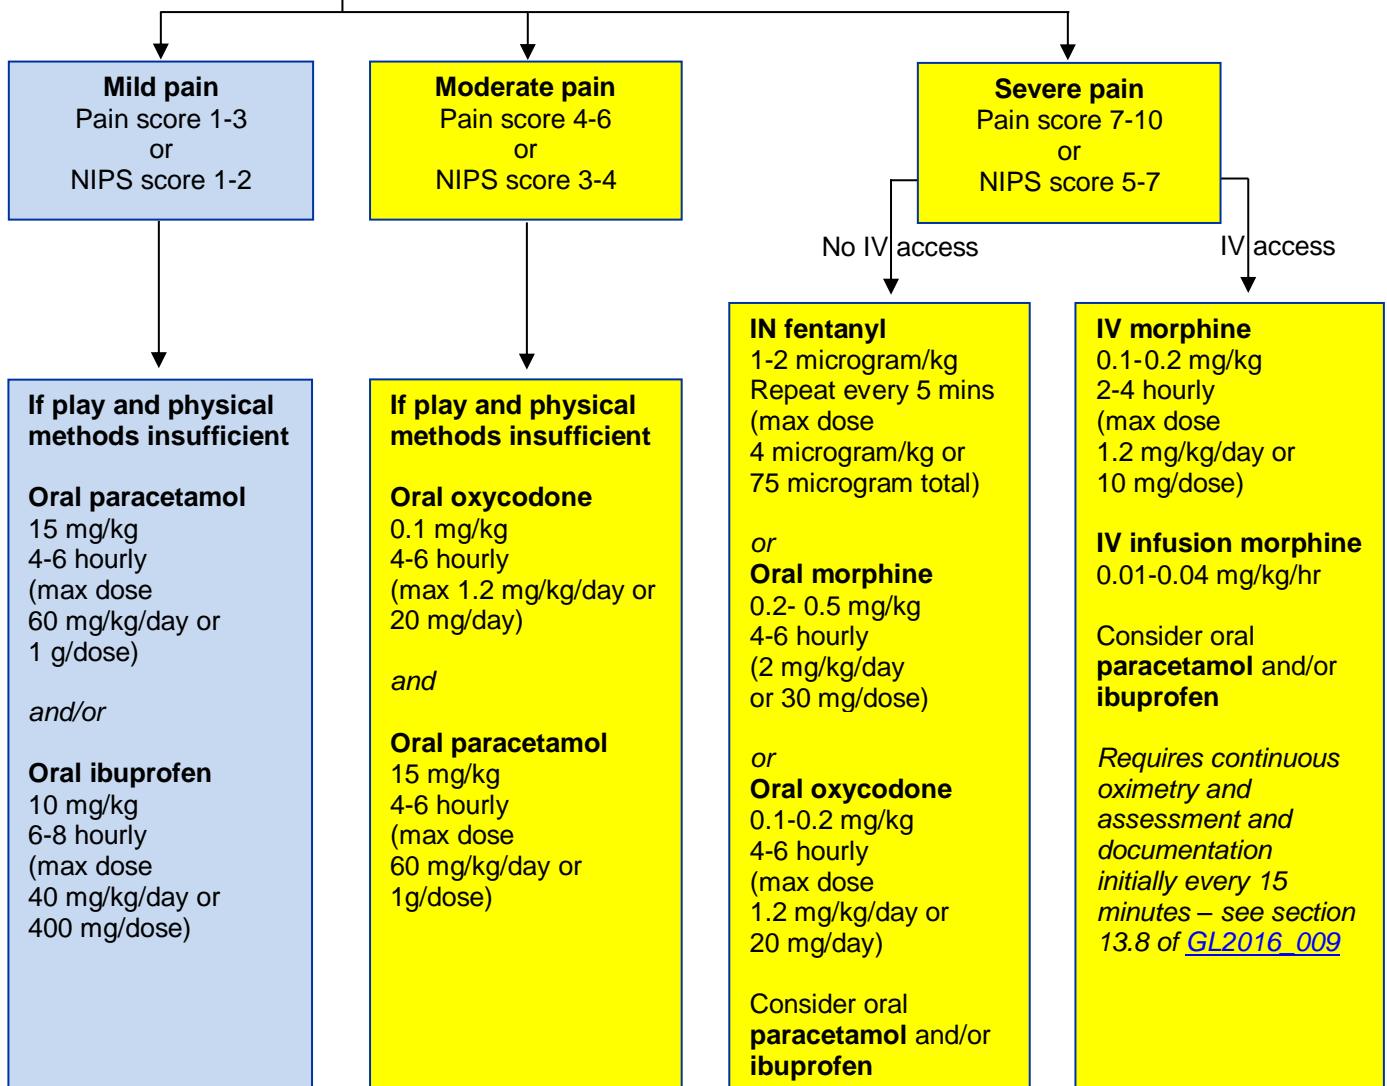 Mild pain
Pain score 1-3
or
NIPS score 1-2
Moderate pain
Pain score 4-6
or
NIPS score 3-4
Severe pain
Pain score 7-10
or
NIPS score 5-7
No IV access
IV access
If play and physical
methods insufficient
Oral paracetamol
15 mg/kg
4-6 hourly
(max dose
60 mg/kg/day or
1 g/dose)
and/or
Oral ibuprofen
10 mg/kg
6-8 hourly
(max dose
40 mg/kg/day or
400 mg/dose)
If play and physical
methods insufficient
Oral oxycodone
0.1 mg/kg
4-6 hourly
(max 1.2 mg/kg/day or
20 mg/day)
and
Oral paracetamol
15 mg/kg
4-6 hourly
(max dose
60 mg/kg/day or
1g/dose)
IN fentanyl
1-2 microgram/kg
Repeat every 5 mins
(max dose
4 microgram/kg or
75 microgram total)
or
Oral morphine
0.2- 0.5 mg/kg
4-6 hourly
(2 mg/kg/day
or 30 mg/dose)
or
Oral oxycodone
0.1-0.2 mg/kg
4-6 hourly
(max dose
1.2 mg/kg/day or
20 mg/day)
Consider oral
paracetamol and/or
ibuprofen
IV morphine
0.1-0.2 mg/kg
2-4 hourly
(max dose
1.2 mg/kg/day or
10 mg/dose)
IV infusion morphine
0.01-0.04 mg/kg/hr
Consider oral
paracetamol and/or
ibuprofen
Requires continuous
oximetry and
assessment and
documentation
initially every 15
minutes – see section
13.8 of GL2016_009